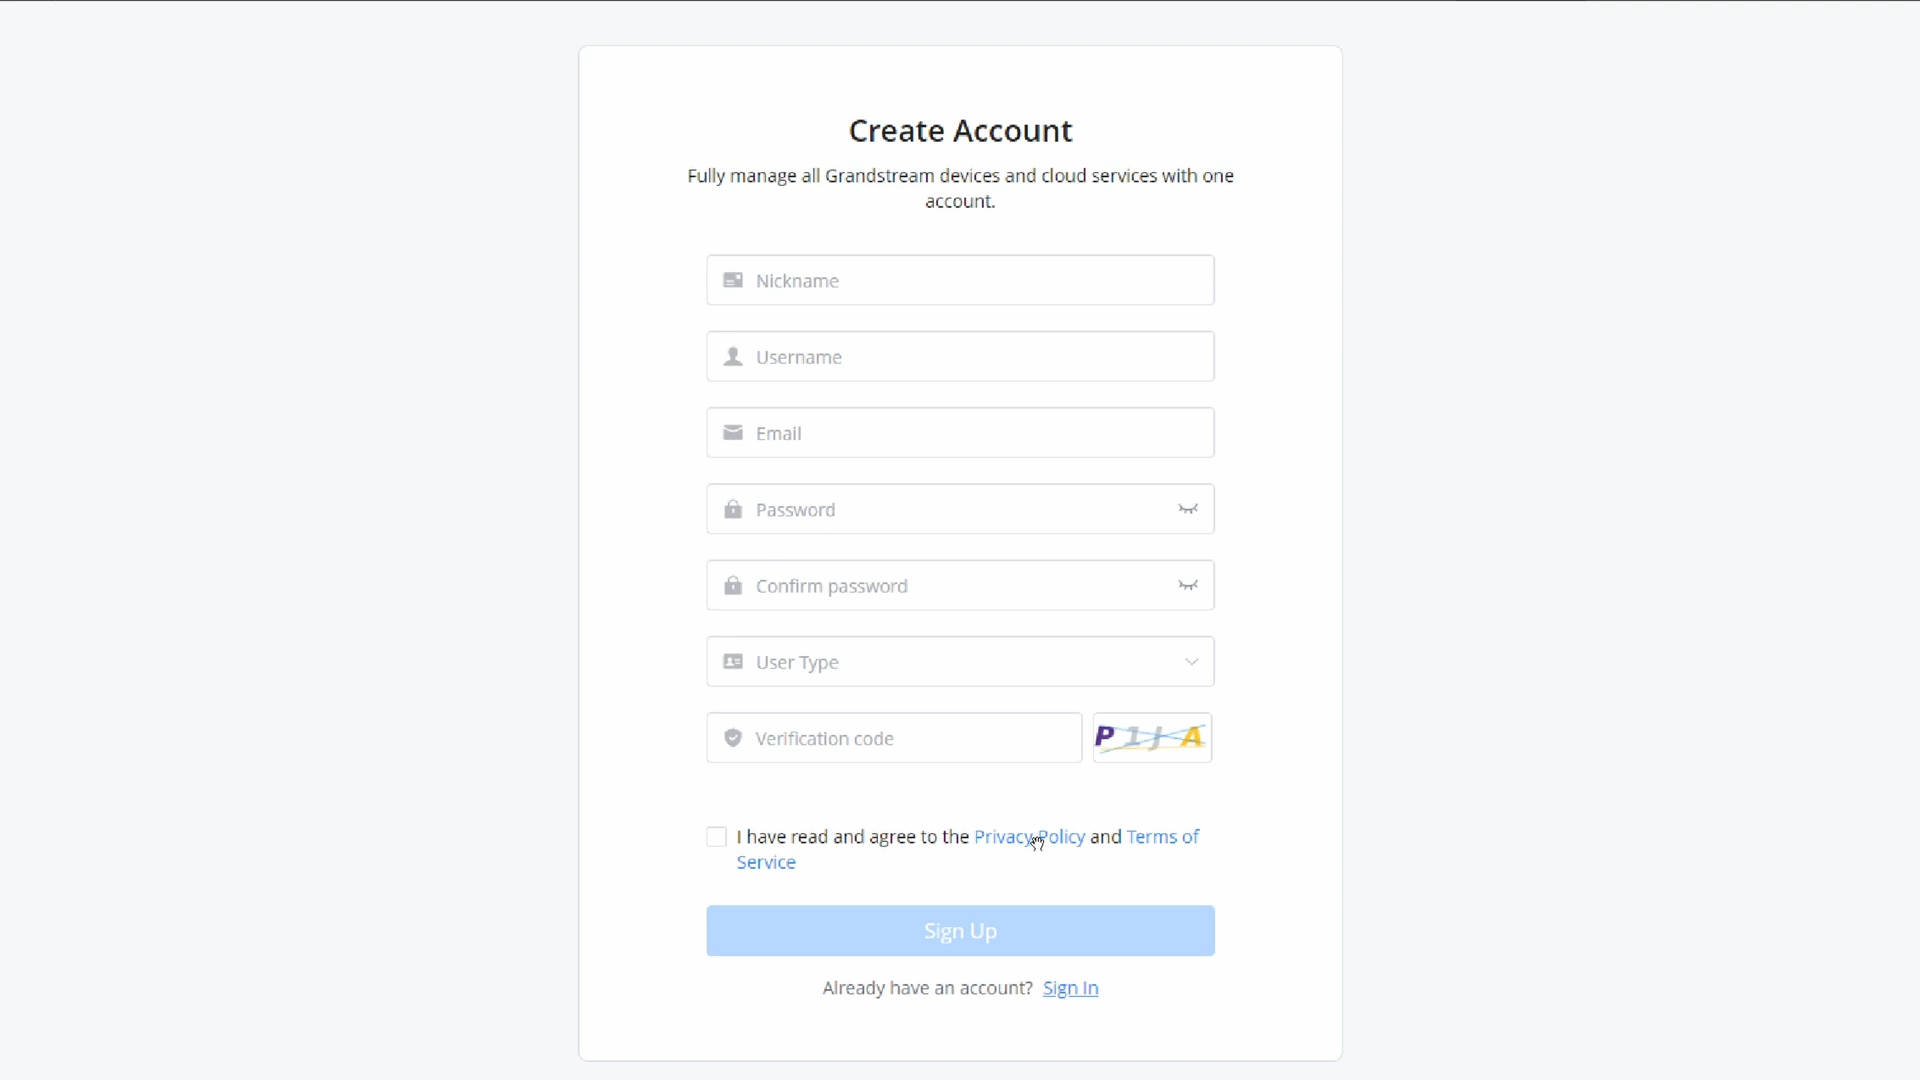 Create Account
Fully manage all Grandstream devices and cloud services with one
account.
Nickname
Username
Email
Password
Confirm password
User Type
Verification code
P1JA
I have read and agree to the Privacy Policy and Terms of
Service
Sign Up
Already have an account? Sign In